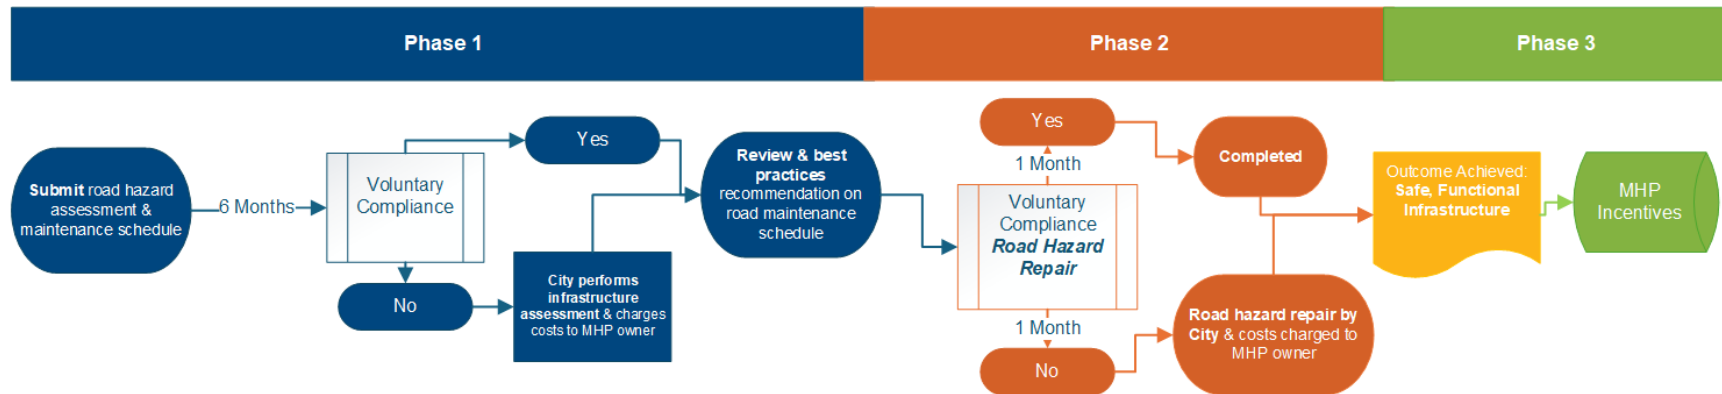 Phase 1
Phase 2
Phase 3
Submit road hazard
assessment &
maintenance schedule
6 Months
Voluntary
Compliance
Yes
No
City performs
infrastructure
assessment & charges
costs to MHP owner
Review & best
practices
recommendation on
road maintenance
schedule
Yes
1 Month
Voluntary
Compliance
Road Hazard
Repair
1 Month
No
Completed
Road hazard repair by
City & costs charged to
MHP owner
Outcome Achieved:
Safe, Functional
Infrastructure
MHP
Incentives